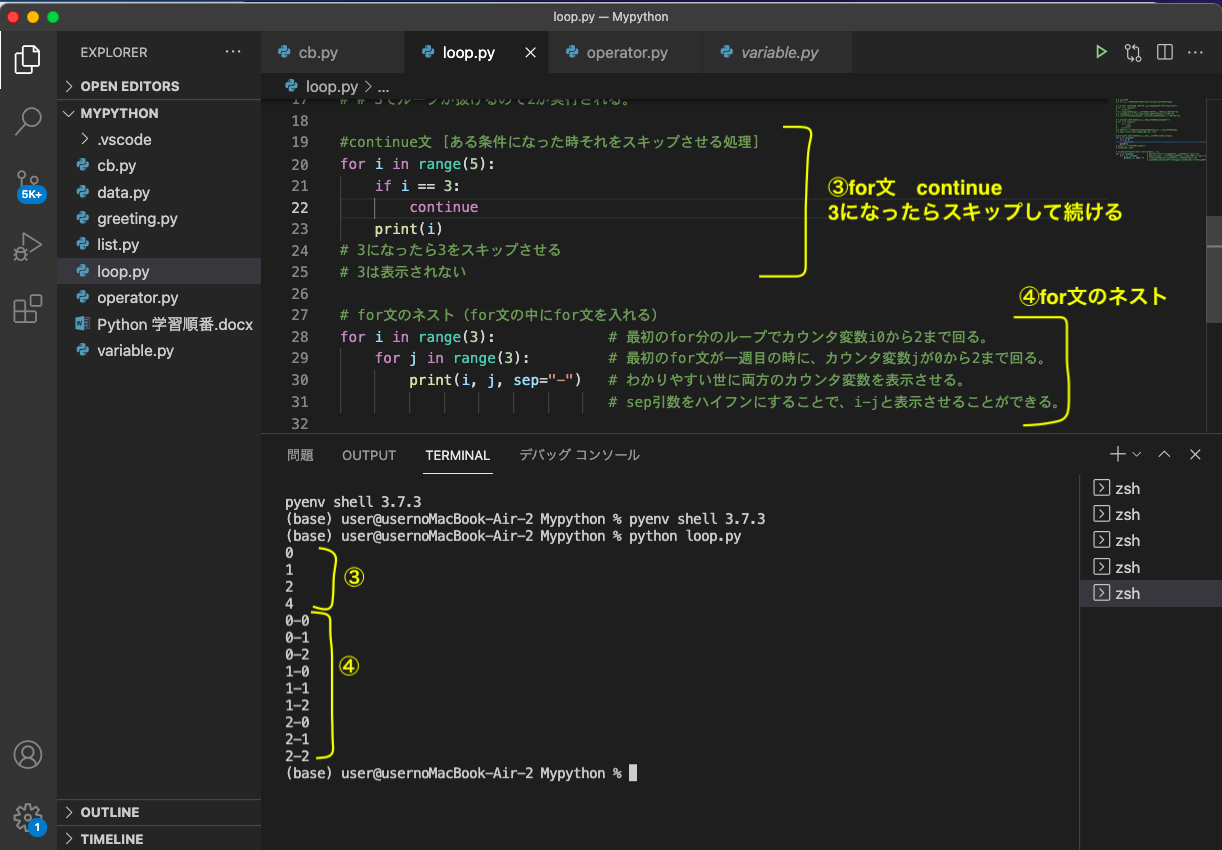 loop.py — Mypython
EXPLORER
OPEN EDITORS
MYPYTHON
.vscode
cb.py
data.py
greeting.py
list.py
loop.py
operator.py
Python 学習順番.docx
variable.py
OUTLINE
TIMELINE
5K+
1
cb.py
loop.py
operator.py
variable.py
loop.py > ...
17 # # 3でループが抜けるので2が実行される。
18
19 #continue文 [ある条件になった時それをスキップさせる処理]
20 for i in range(5):
21 if i == 3:
22 continue
23 print(i)
24 # 3になったら3をスキップさせる
25 # 3は表示されない
26
27 # for文のネスト（for文の中にfor文を入れる）
28 for i in range(3): # 最初のfor分のループでカウンタ変数i0から2まで回る。
29 for j in range(3): # 最初のfor文が一週目の時に、カウンタ変数jが0から2まで回る。
30 print(i, j, sep="-") # わかりやすい世に両方のカウンタ変数を表示させる。
31 # sep引数をハイフンにすることで、i-jと表示させることができる。
32
③for文　continue
3になったらスキップして続ける
④for文のネスト
問題
OUTPUT
TERMINAL
デバッグ コンソール
pyenv shell 3.7.3
(base) user@usernoMacBook-Air-2 Mypython % pyenv shell 3.7.3
(base) user@usernoMacBook-Air-2 Mypython % python loop.py
0
1
2
4
③
0-0
0-1
0-2
1-0
1-1
1-2
2-0
2-1
2-2
④
(base) user@usernoMacBook-Air-2 Mypython %
zsh
zsh
zsh
zsh
zsh